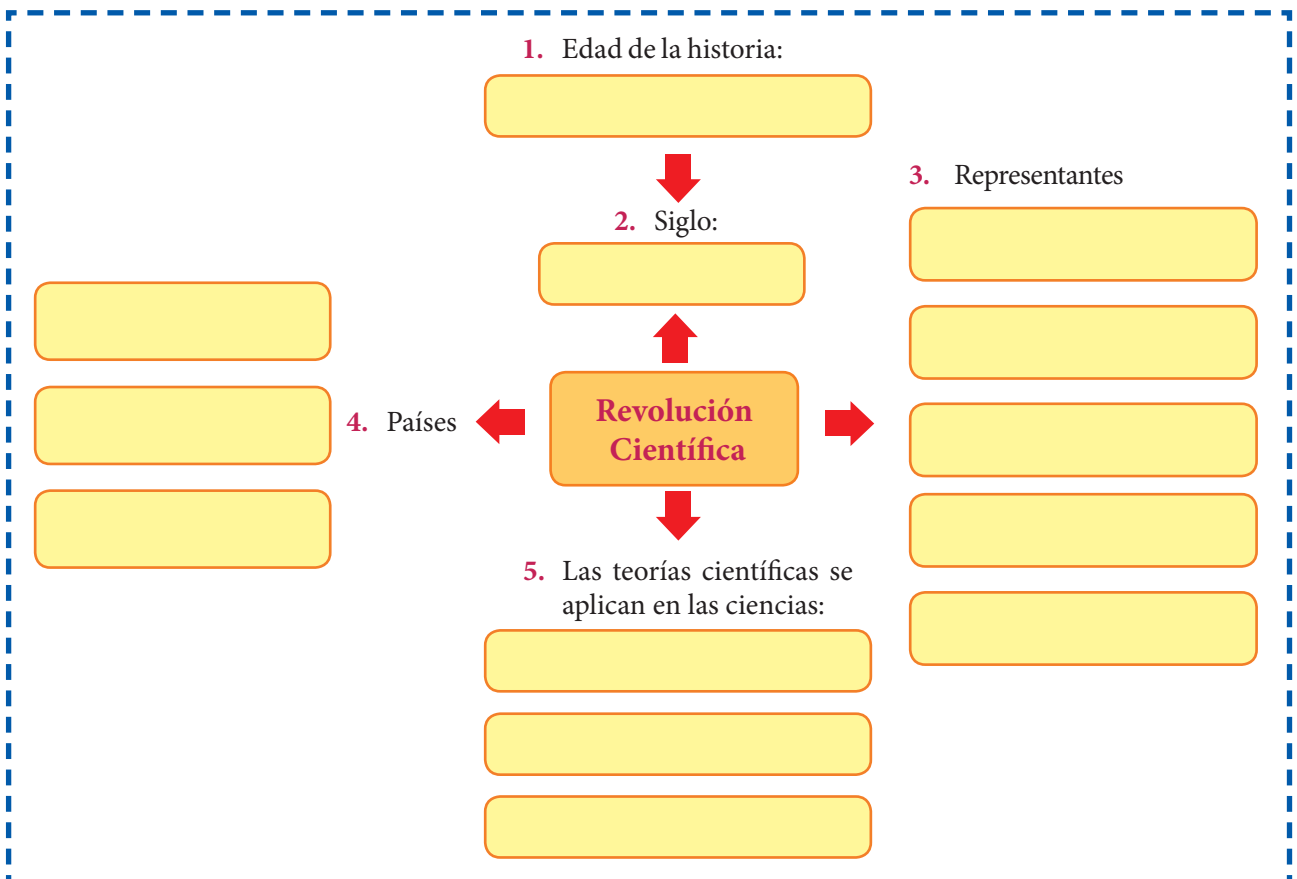 1. Edad de la historia:
2. Siglo:
3. Representantes
4. Países
Revolución
Científica
5. Las teorías científicas se
aplican en las ciencias: